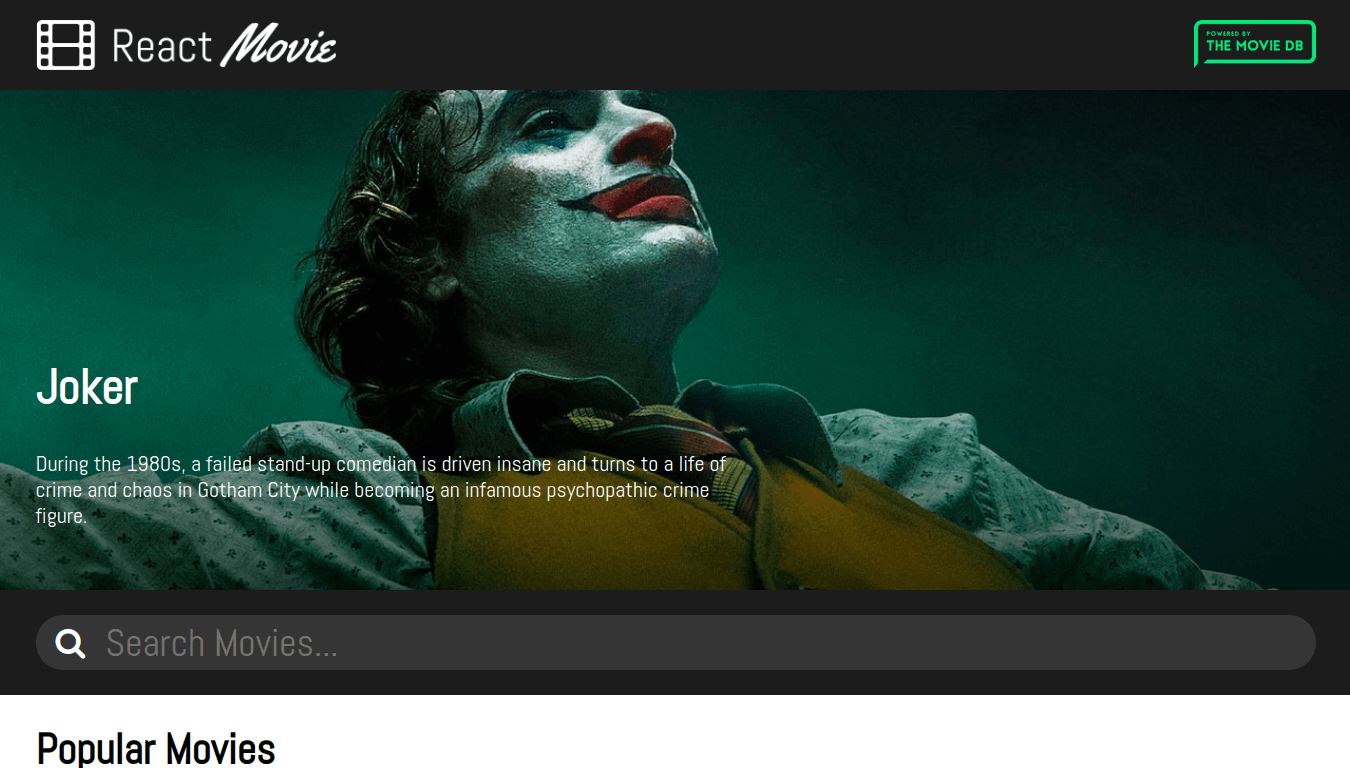 React Movie
POWERED BY
THE MOVIE DB
Joker
During the 1980s, a failed stand-up comedian is driven insane and turns to a life of
crime and chaos in Gotham City while becoming an infamous psychopathic crime
figure.
Search Movies...
Popular Movies